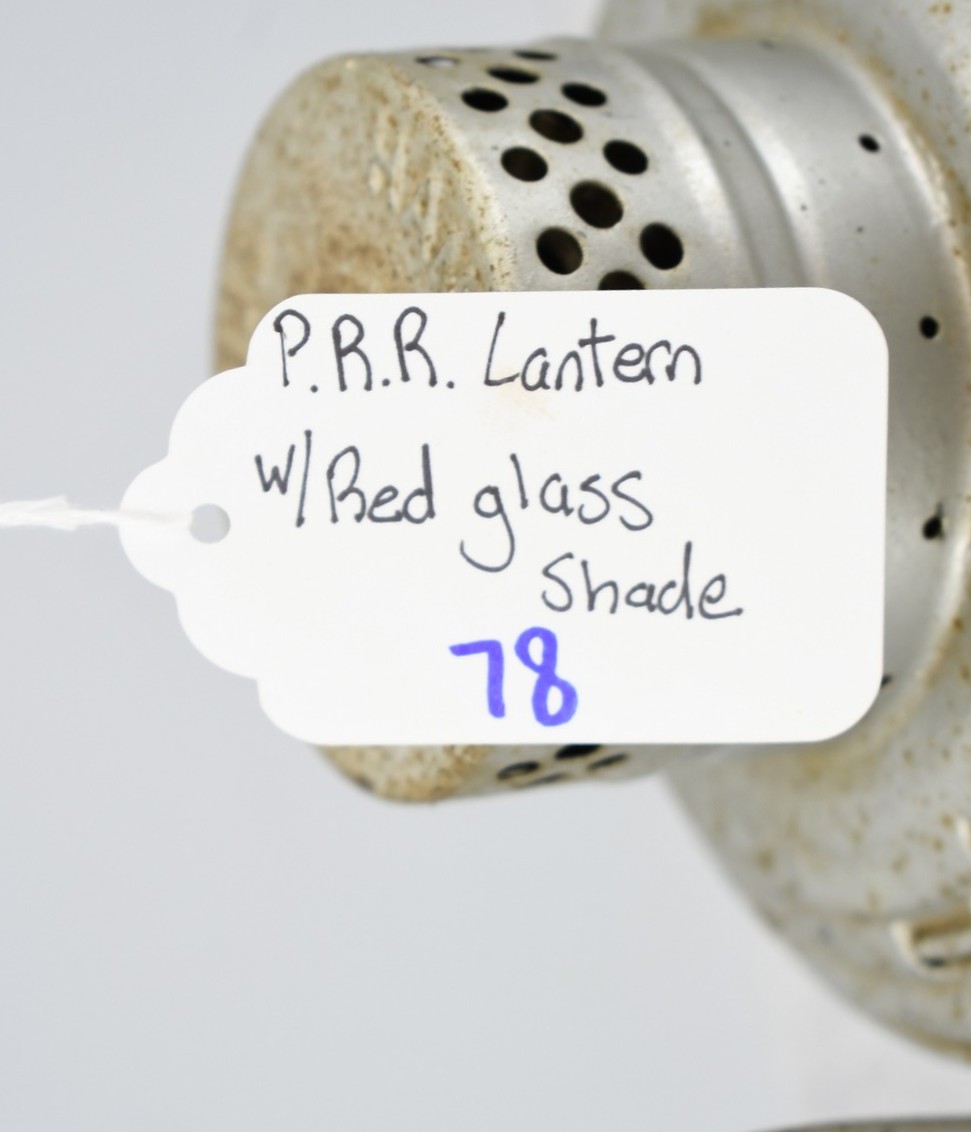 P.R.R. Lantern
w/Red glass
Shade
78